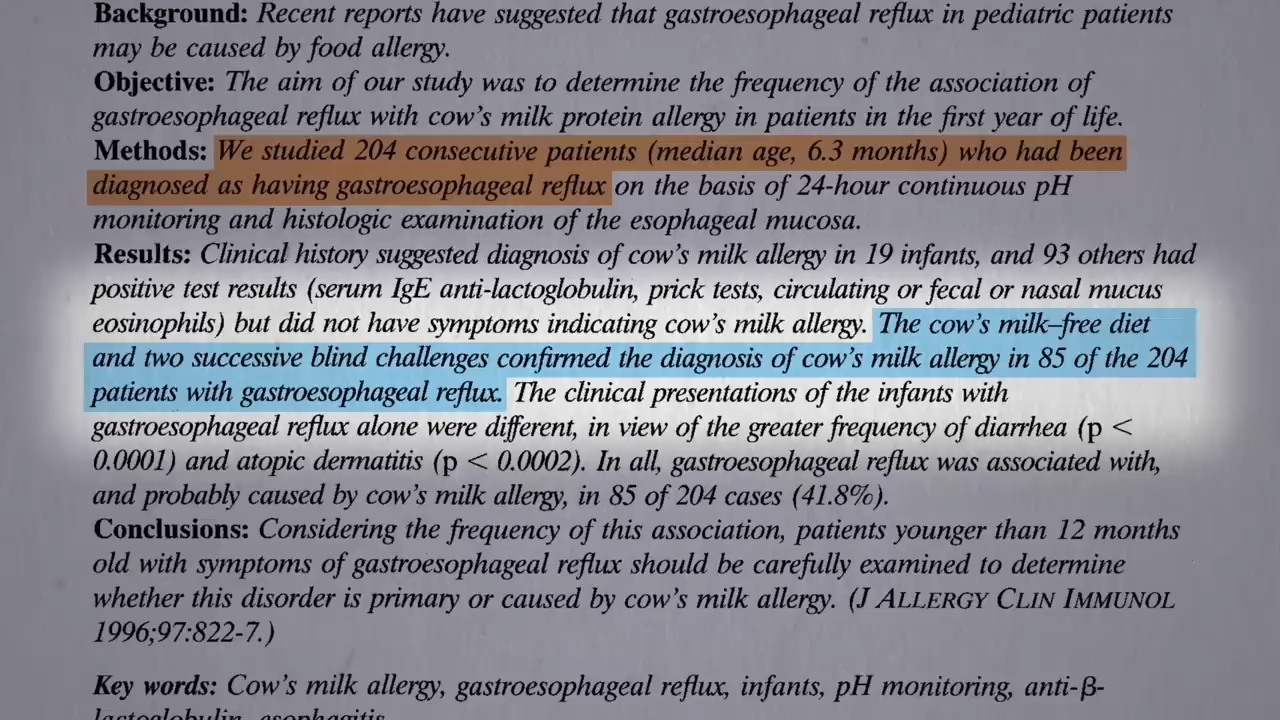 Background: Recent reports have suggested that gastroesophageal reflux in pediatric patients
may be caused by food allergy.
Objective: The aim of our study was to determine the frequency of the association of
gastroesophageal reflux with cow's milk protein allergy in patients in the first year of life.
Methods: We studied 204 consecutive patients (median age, 6.3 months) who had been
diagnosed as having gastroesophageal reflux on the basis of 24-hour continuous pH
monitoring and histologic examination of the esophageal mucosa.
Results: Clinical history suggested diagnosis of cow's milk allergy in 19 infants, and 93 others had
positive test results (serum IgE anti-lactoglobulin, prick tests, circulating or fecal or nasal mucus
eosinophils) but did not have symptoms indicating cow's milk allergy. The cow's milk–free diet
and two successive blind challenges confirmed the diagnosis of cow's milk allergy in 85 of the 204
patients with gastroesophageal reflux. The clinical presentations of the infants with
gastroesophageal reflux alone were different, in view of the greater frequency of diarrhea (p <
0.0001) and atopic dermatitis (p < 0.0002). In all, gastroesophageal reflux was associated with,
and probably caused by cow's milk allergy, in 85 of 204 cases (41.8%).
Conclusions: Considering the frequency of this association, patients younger than 12 months
old with symptoms of gastroesophageal reflux should be carefully examined to determine
whether this disorder is primary or caused by cow's milk allergy. (J ALLERGY CLIN IMMUNOL
1996;97:822-7.)
Key words: Cow's milk allergy, gastroesophageal reflux, infants, pH monitoring, anti-β-
lactoglobulin, esophagitis